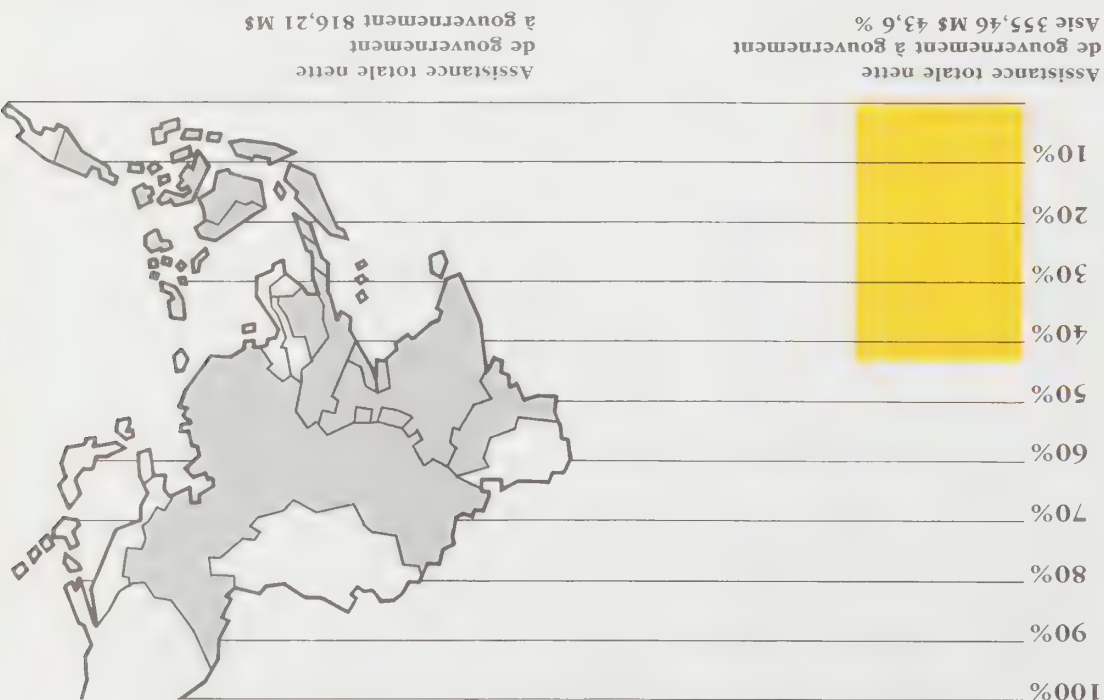 100%
90%
80%
70%
60%
50%
40%
30%
20%
10%
Assistance totale nette
de gouvernement à gouvernement
Asie 355,46 M$ 43,6 %
Assistance totale nette
de gouvernement
à gouvernement 816,21 M$